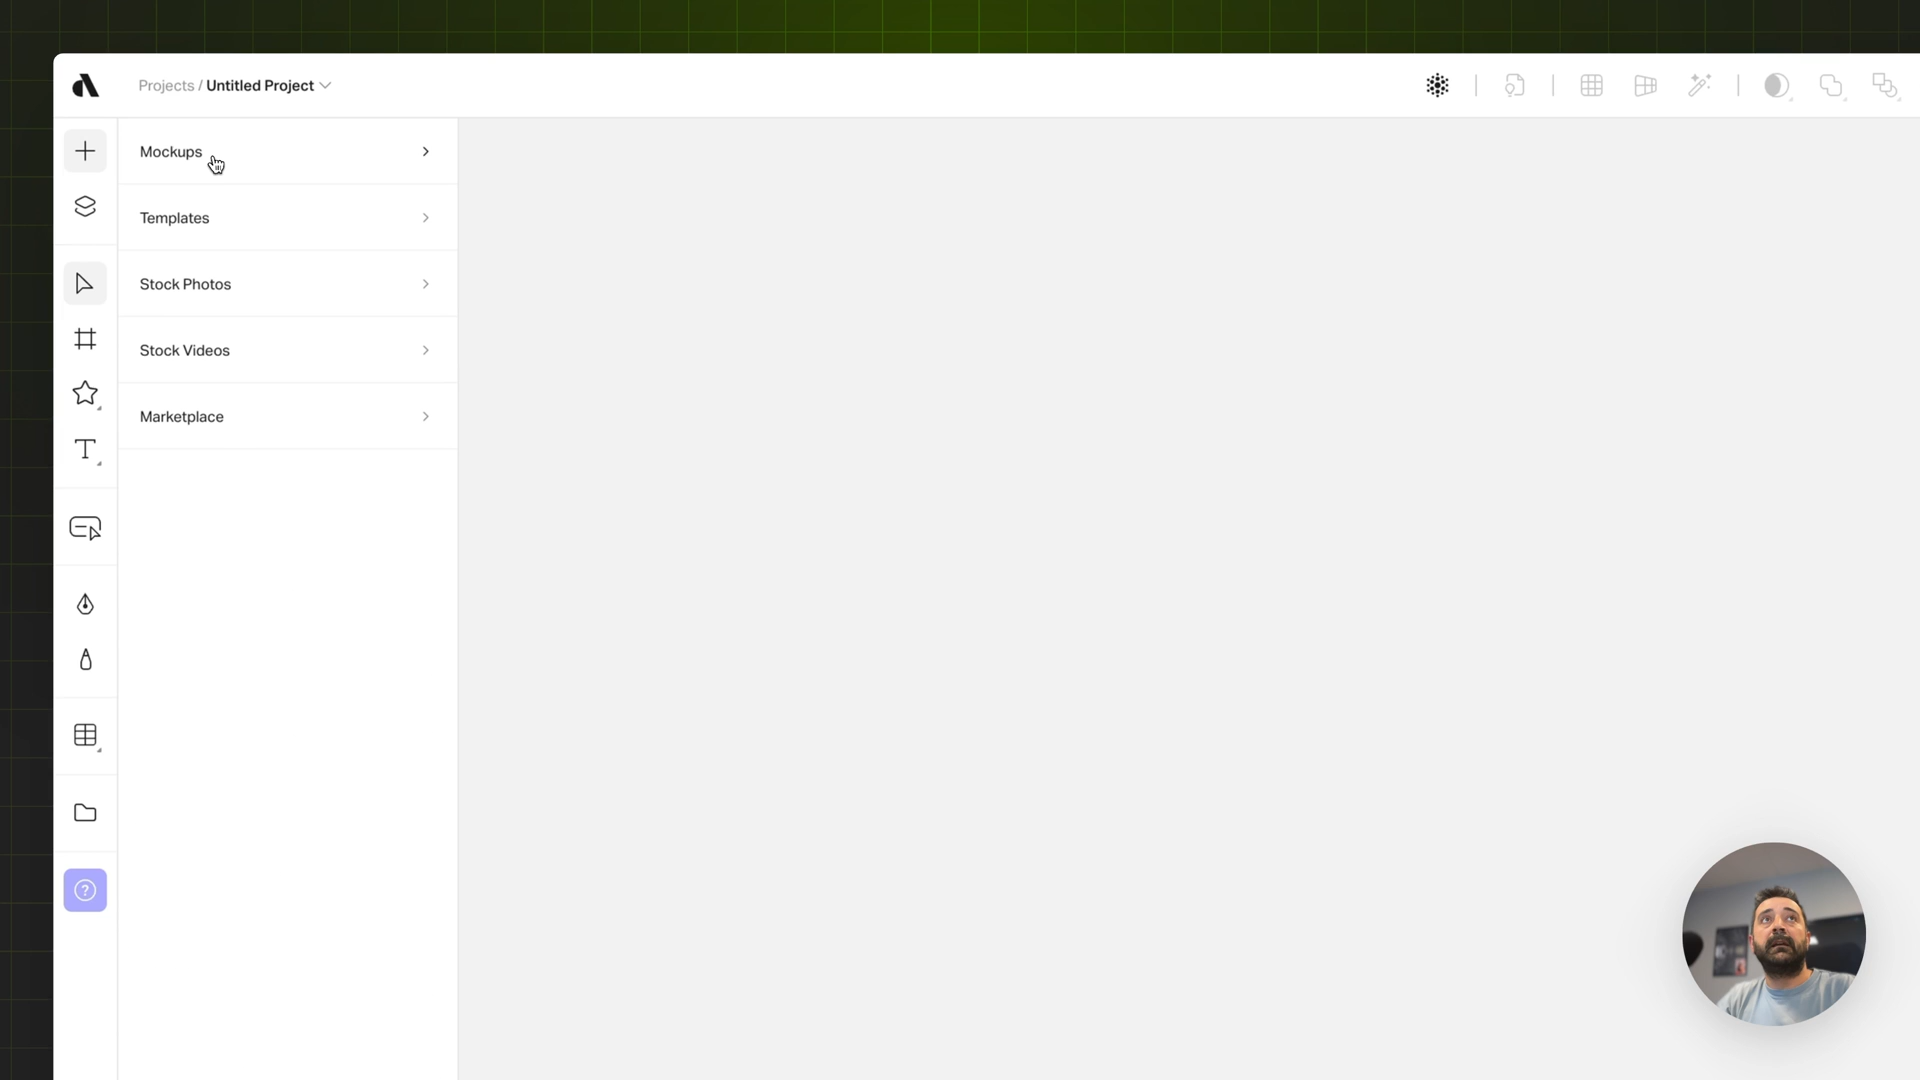 Projects / Untitled Project
Mockups
Templates
Stock Photos
Stock Videos
Marketplace